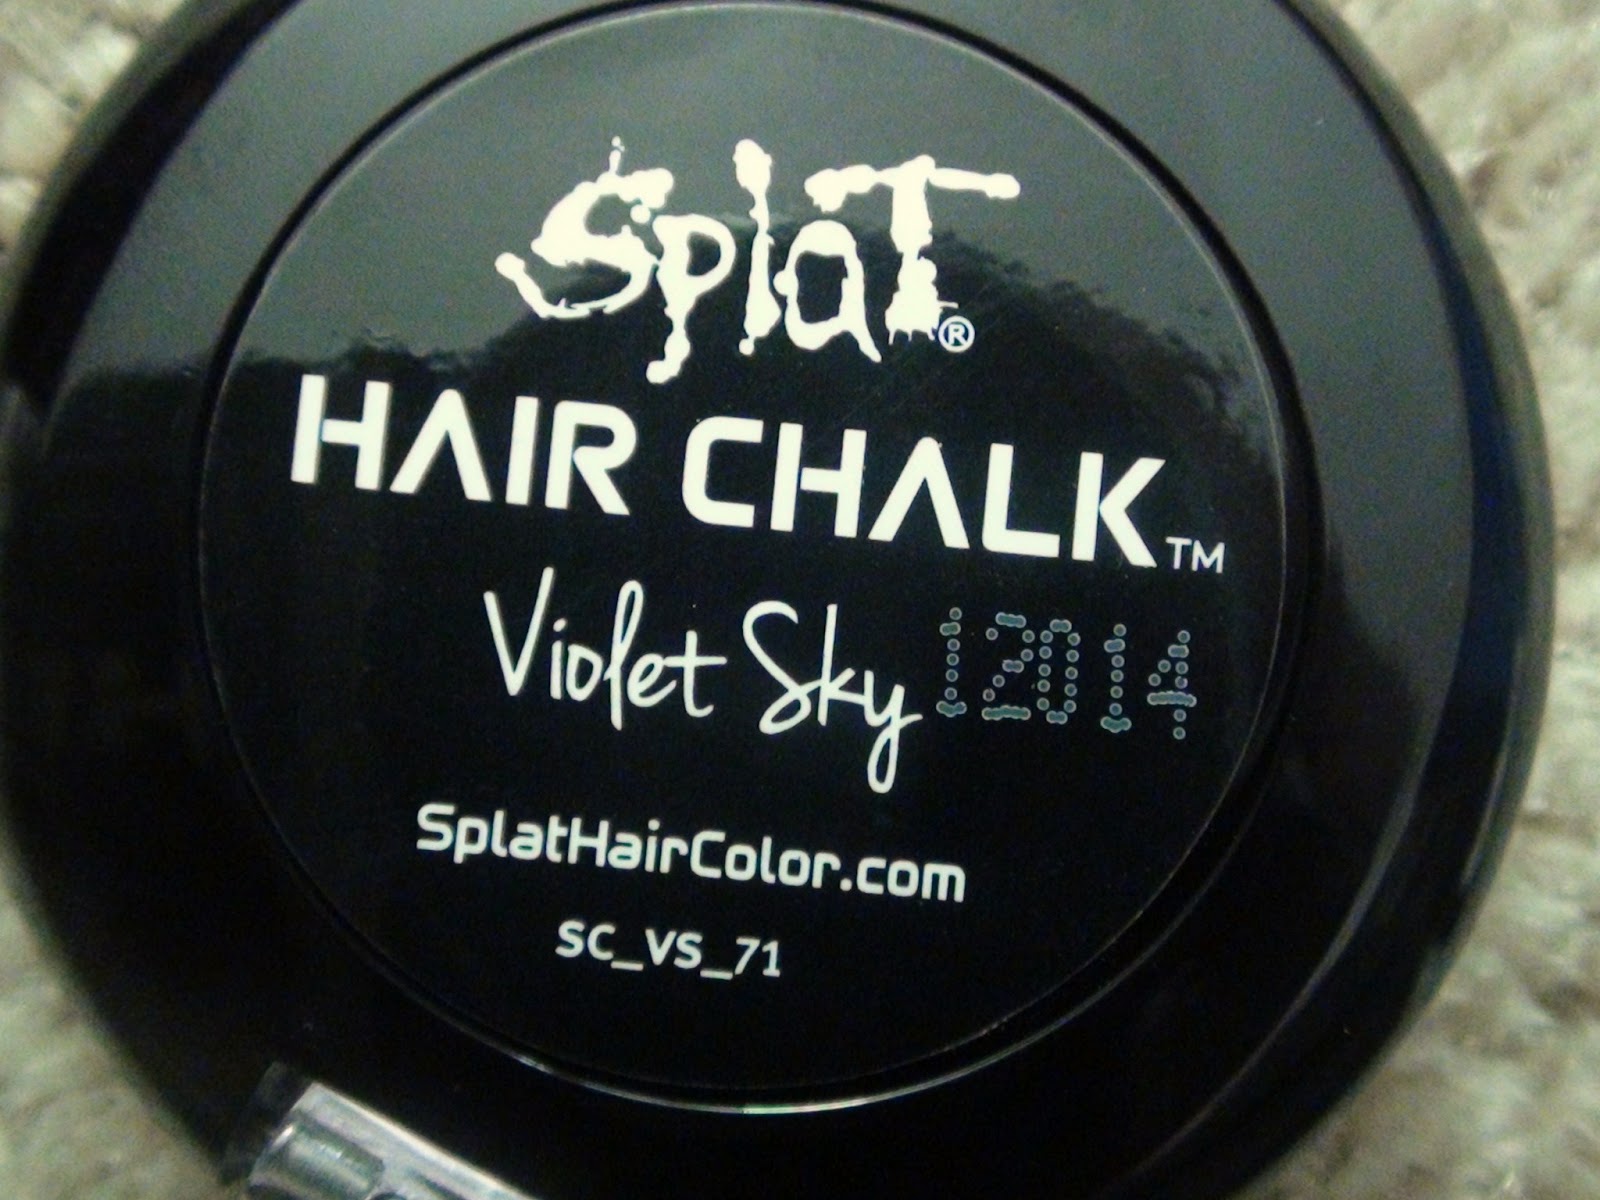 Splat®
HAIR CHALK™
Violet Sky 12014
SplatHairColor.com
SC_VS_71